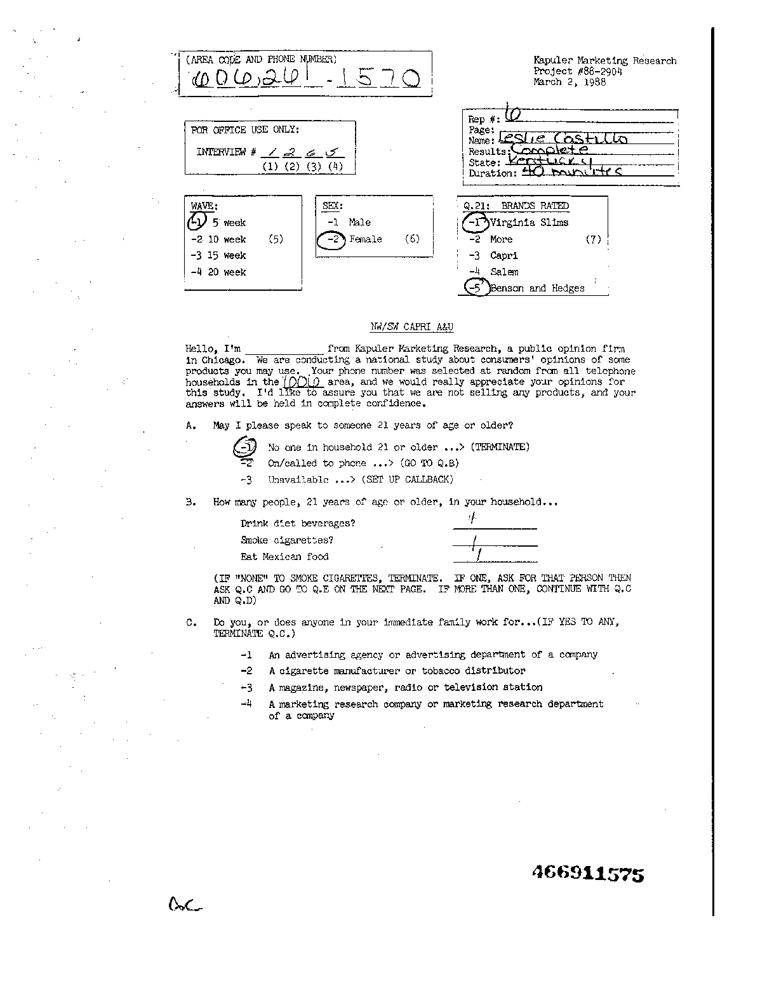 (AREA CODE AND PHONE NUMBER)
606,261-1570
Kapuler Marketing Research
Project #88-2904
March 2, 1988
FOR OFFICE USE ONLY:
INTERVIEW # 1 2 6 5
(1) (2) (3) (4)
Rep #: 10
Page:
Name: Leslie Castillo
Results: Complete
State: Kentucky
Duration: 40 minutes
WAVE:
-1 5 week
-2 10 week (5)
-3 15 week
-4 20 week
SEX:
-1 Male
-2 Female (6)
Q.21: BRANDS RATED
-1 Virginia Slims
-2 More (7)
-3 Capri
-4 Salem
-5 Benson and Hedges
NW/SW CAPRI A&U
Hello, I'm __________ from Kapuler Marketing Research, a public opinion firm
in Chicago. We are conducting a national study about consumers' opinions of some
products you may use. Your phone number was selected at random from all telephone
households in the area, and we would really appreciate your opinions for
this study. I'd like to assure you that we are not selling any products, and your
answers will be held in complete confidence.
A. May I please speak to someone 21 years of age or older?
-1 No one in household 21 or older ...> (TERMINATE)
-2 On/called to phone ...> (GO TO Q.B)
-3 Unavailable ...> (SET UP CALLBACK)
B. How many people, 21 years of age or older, in your household...
Drink diet beverages?
Smoke cigarettes? 1
Eat Mexican food 1
(IF "NONE" TO SMOKE CIGARETTES, TERMINATE. IF ONE, ASK FOR THAT PERSON THEN
ASK Q.C AND GO TO Q.E ON THE NEXT PAGE. IF MORE THAN ONE, CONTINUE WITH Q.C
AND Q.D)
C. Do you, or does anyone in your immediate family work for...(IF YES TO ANY,
TERMINATE Q.C.)
-1 An advertising agency or advertising department of a company
-2 A cigarette manufacturer or tobacco distributor
-3 A magazine, newspaper, radio or television station
-4 A marketing research company or marketing research department
of a company
466911575